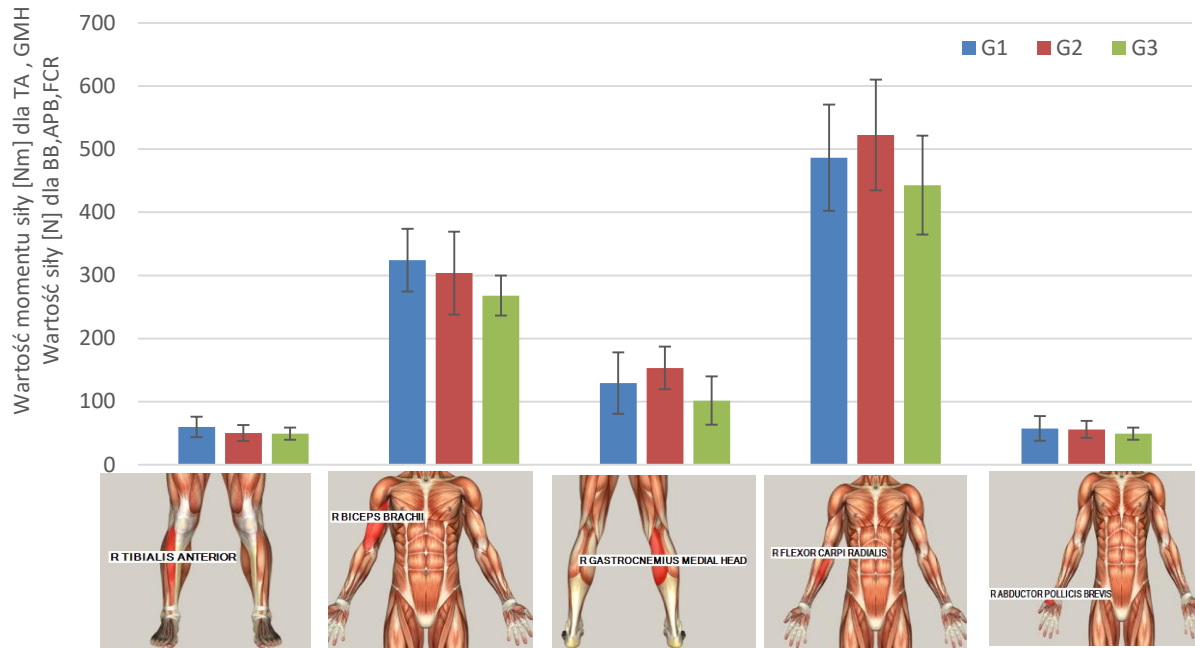 Wartość momentu siły [Nm] dla TA , GMH
Wartość siły [N] dla BB,APB,FCR
700
600
500
400
300
200
100
0
G1 G2 G3
R TIBIALIS ANTERIOR
R BICEPS BRACHII
R GASTROCNEMIUS MEDIAL HEAD
R FLEXOR CARPI RADIALIS
R ABDUCTOR POLLICIS BREVIS